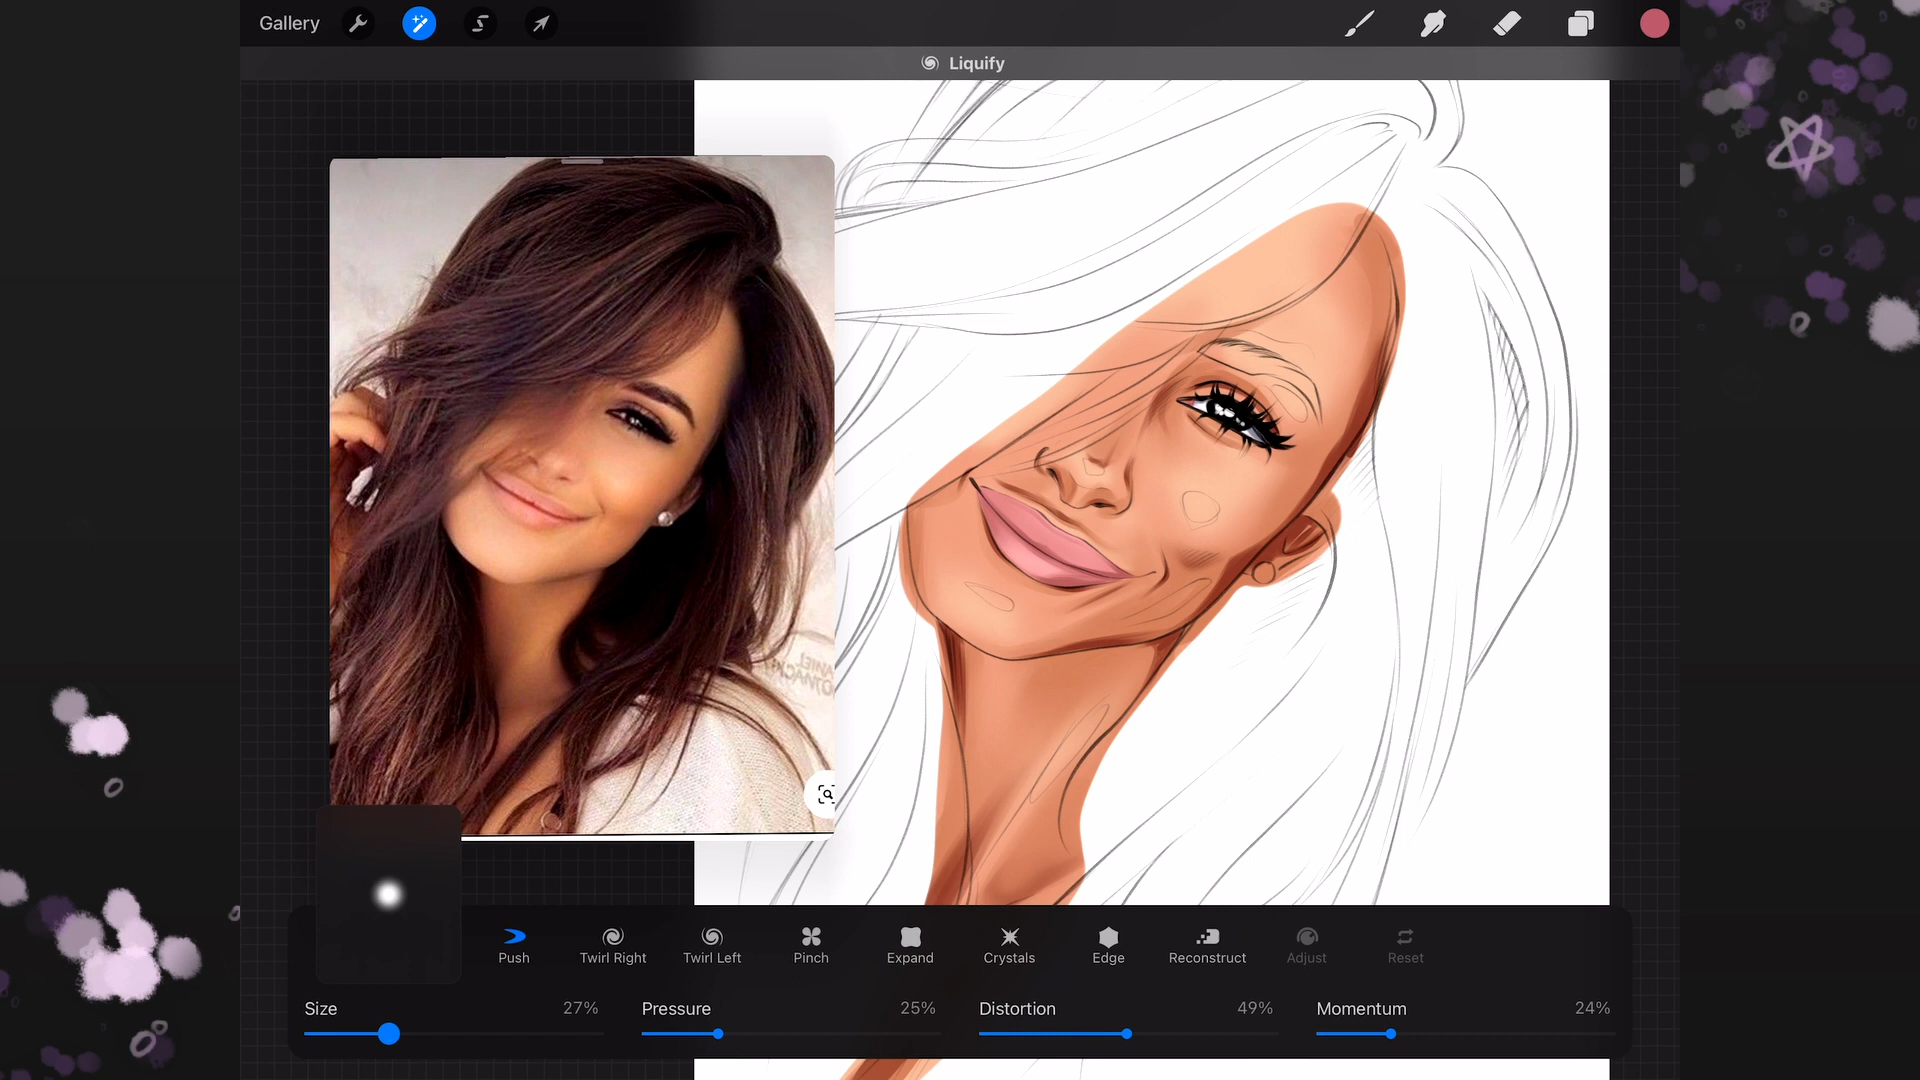 Gallery
Liquify
Push
Twirl Right
Twirl Left
Pinch
Expand
Crystals
Edge
Reconstruct
Adjust
Reset
Size 27%
Pressure 25%
Distortion 49%
Momentum 24%